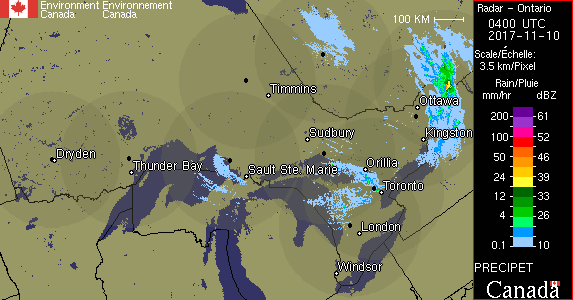 Environment Environnement
Canada Canada
100 KM
Timmins
Ottawa
Sudbury
Kingston
Dryden
Thunder Bay
Sault Ste. Marie
Orillia
Toronto
London
Windsor
Radar - Ontario
0400 UTC
2017-11-10
Scale/Échelle:
3.5 km/Pixel
Rain/Pluie
mm/hr dBZ
200 61
100 52
50 46
24 39
12 33
4 26
0.1 10
PRECIPET
Canada